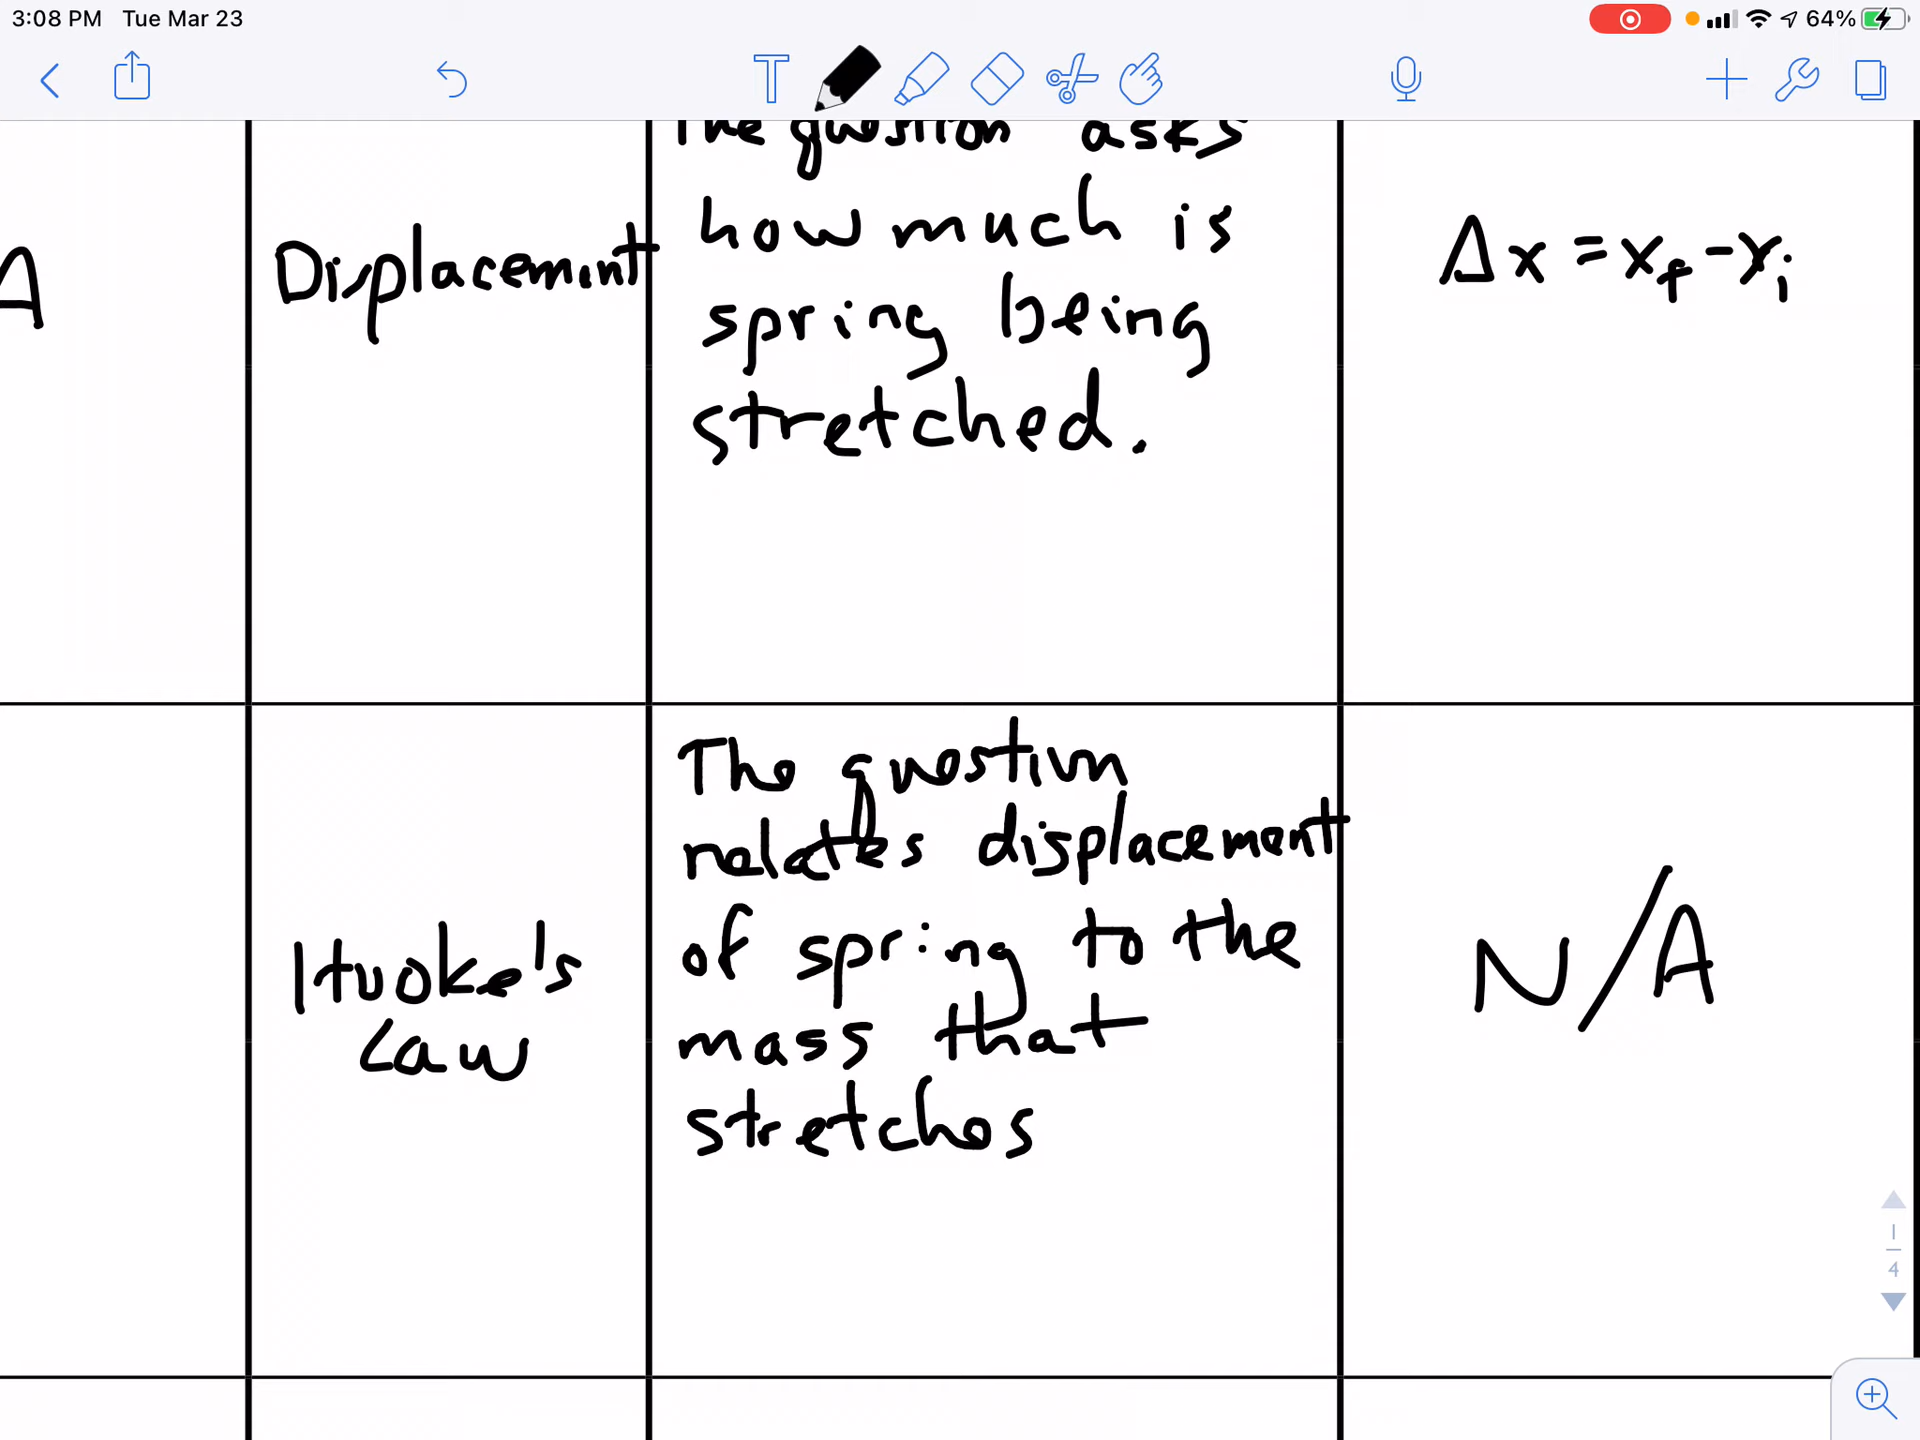 3:08 PM Tue Mar 23
64%
T
The question asks
how much is
spring being
stretched.
A
Displacement
Δx = xf - xi
The question
relates displacement
of spring to the
mass that
stretches
Hooke's
Law
N/A
1
4